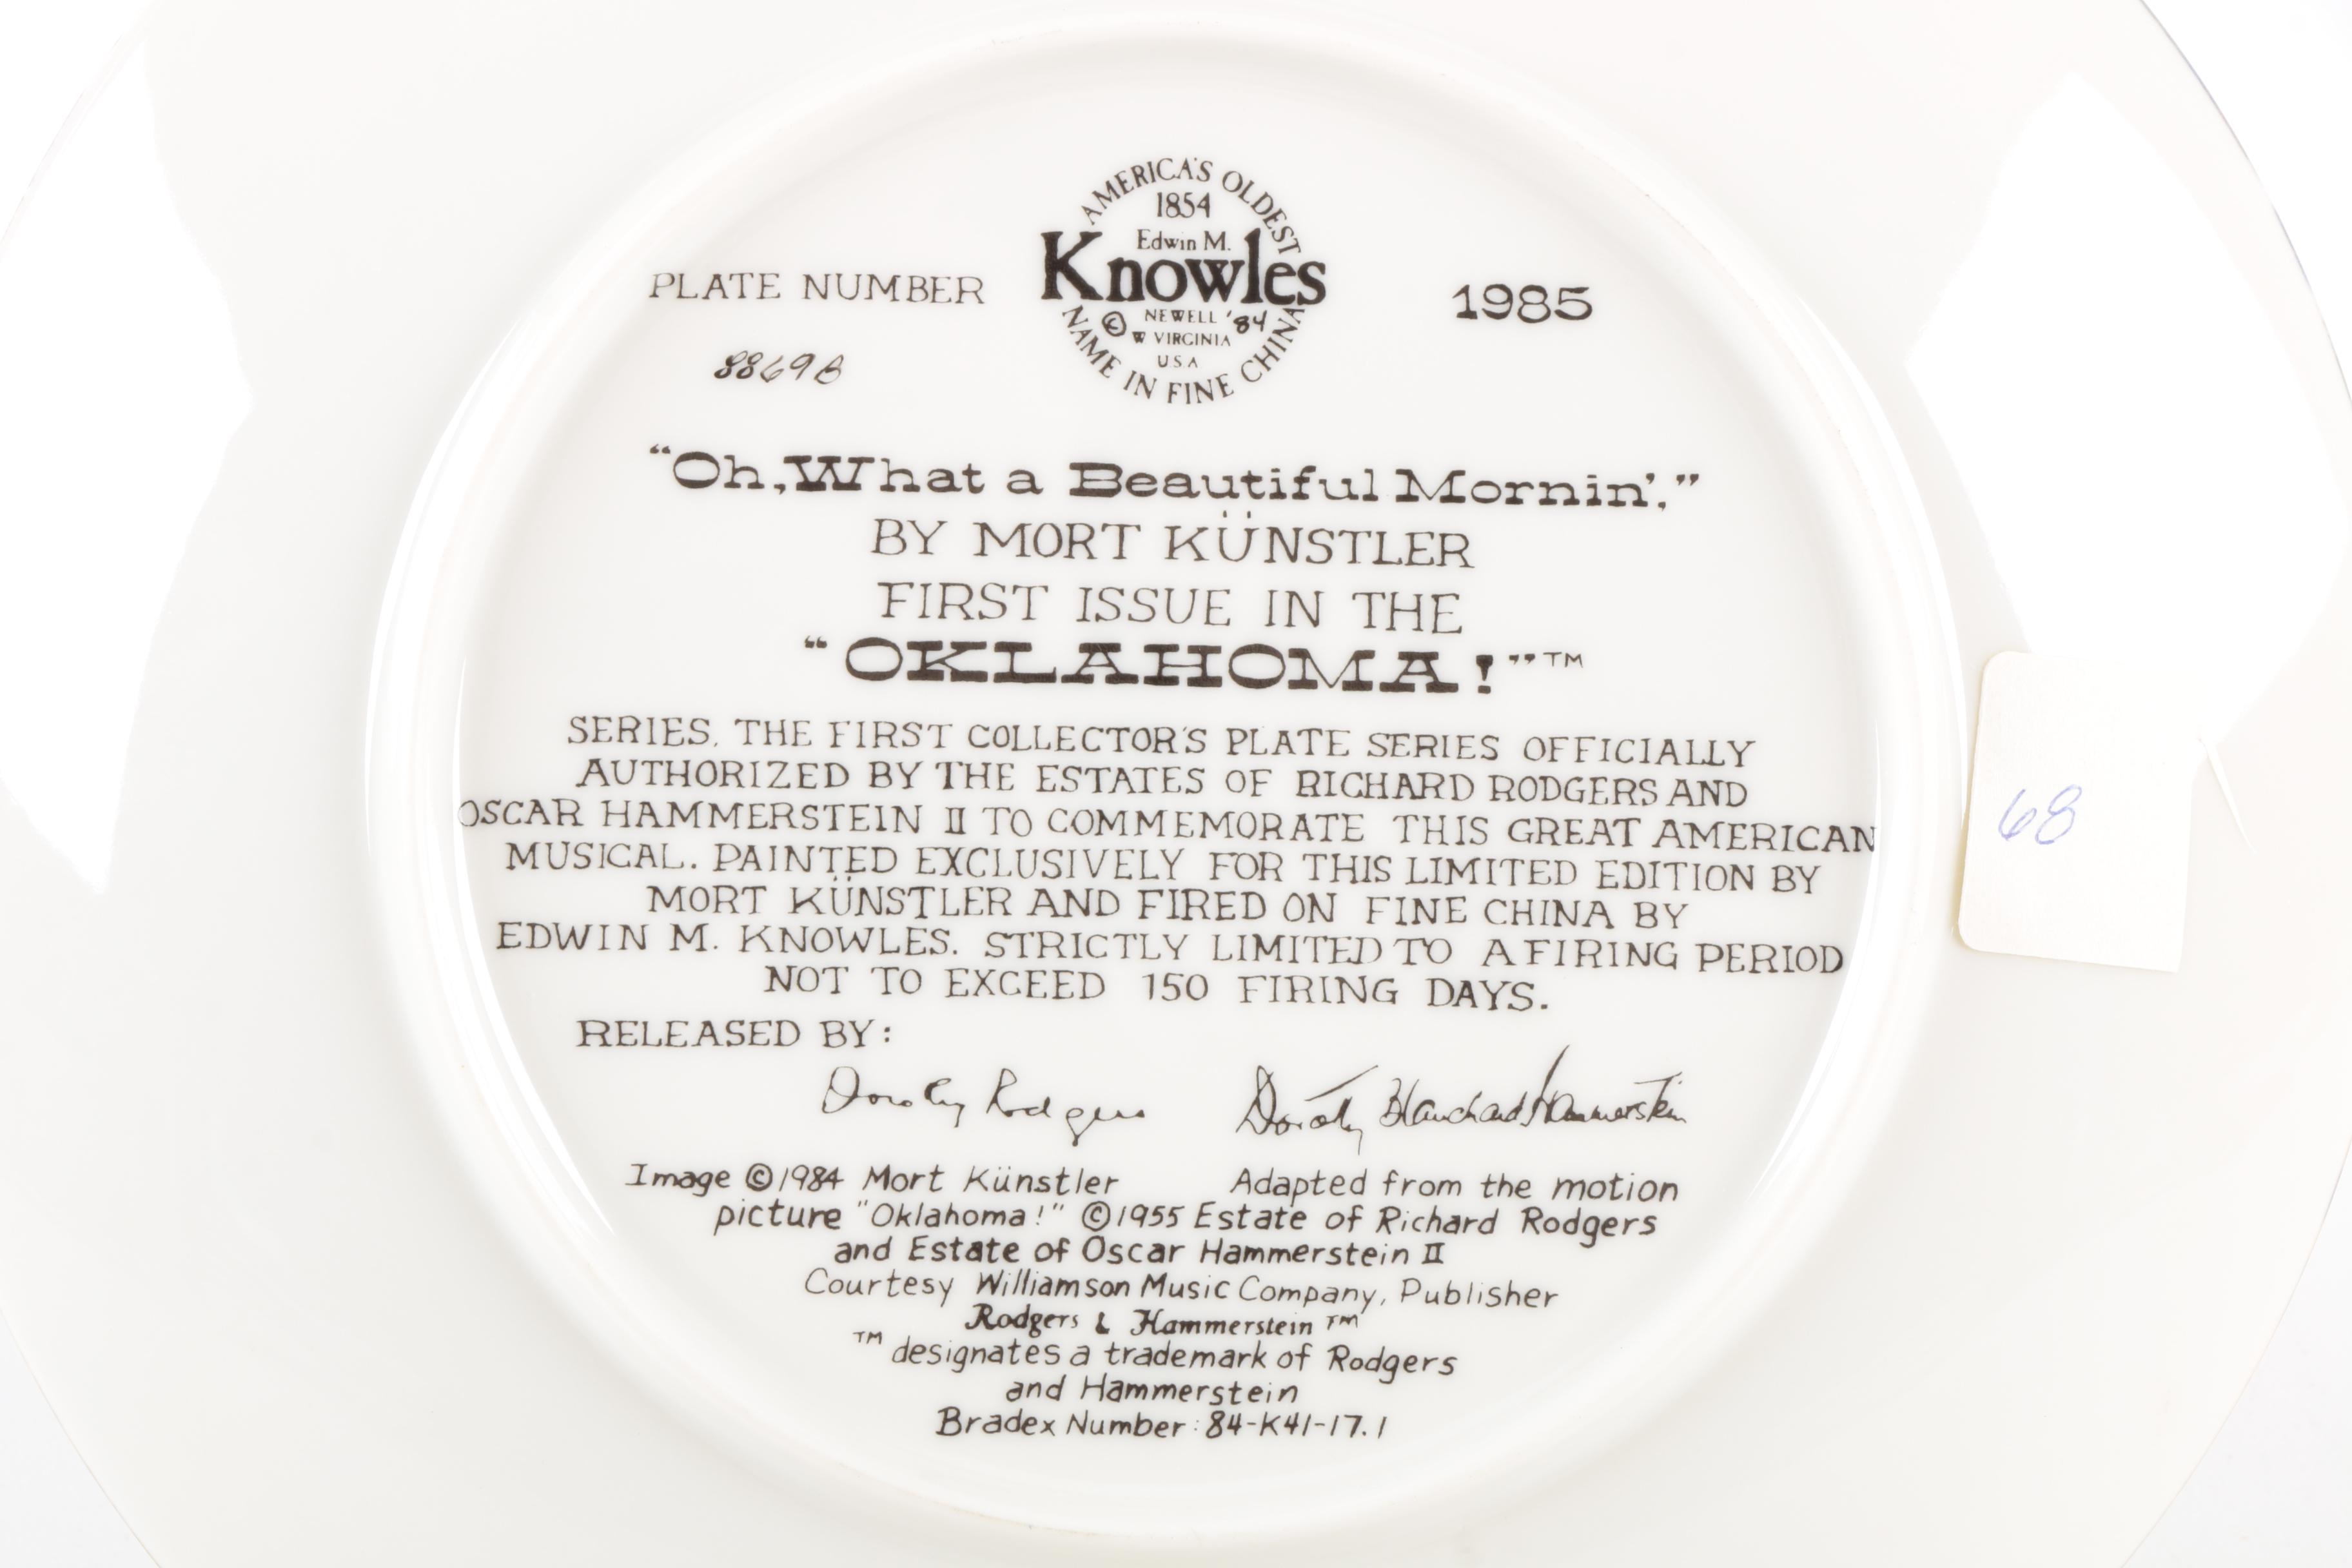 AMERICA'S OLDEST
1854
Edwin M.
Knowles
© NEWELL '84
W VIRGINIA
USA
NAME IN FINE CHINA
PLATE NUMBER
8869B
1985
“Oh, What a Beautiful Mornin',”
BY MORT KÜNSTLER
FIRST ISSUE IN THE
“OKLAHOMA!”™
SERIES, THE FIRST COLLECTOR'S PLATE SERIES OFFICIALLY
AUTHORIZED BY THE ESTATES OF RICHARD RODGERS AND
OSCAR HAMMERSTEIN II TO COMMEMORATE THIS GREAT AMERICAN
MUSICAL. PAINTED EXCLUSIVELY FOR THIS LIMITED EDITION BY
MORT KÜNSTLER AND FIRED ON FINE CHINA BY
EDWIN M. KNOWLES. STRICTLY LIMITED TO A FIRING PERIOD
NOT TO EXCEED 150 FIRING DAYS.
RELEASED BY:
Dorothy Rodgers
Dorothy Blanchard Hammerstein
Image ©1984 Mort Künstler Adapted from the motion
picture "Oklahoma!" ©1955 Estate of Richard Rodgers
and Estate of Oscar Hammerstein II
Courtesy Williamson Music Company, Publisher
Rodgers & Hammerstein™
™ designates a trademark of Rodgers
and Hammerstein
Bradex Number: 84-K41-17.1
68